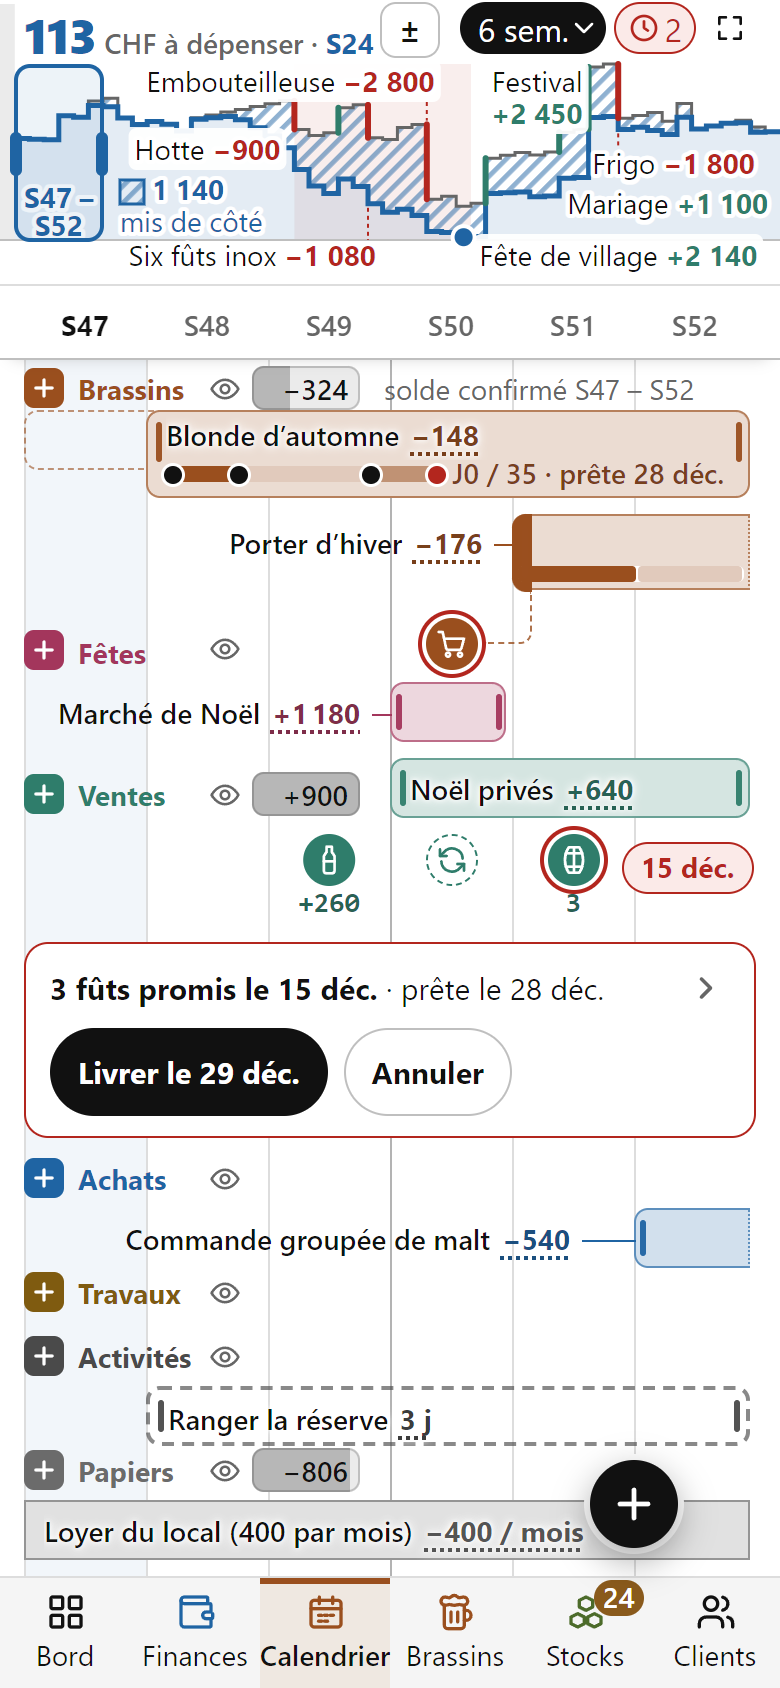 113 CHF à dépenser · S24
±
6 sem.
2
Embouteilleuse −2 800
Festival
+2 450
Hotte −900
Frigo −1 800
1 140
mis de côté
S47 –
S52
Mariage +1 100
Six fûts inox −1 080
Fête de village +2 140
S47 S48 S49 S50 S51 S52
Brassins −324 solde confirmé S47 – S52
Blonde d’automne −148
J0 / 35 · prête 28 déc.
Porter d’hiver −176
Fêtes
Marché de Noël +1 180
Ventes +900 Noël privés +640
+260 3 15 déc.
3 fûts promis le 15 déc. · prête le 28 déc.
Livrer le 29 déc. Annuler
Achats
Commande groupée de malt −540
Travaux
Activités
Ranger la réserve 3 j
Papiers −806
Loyer du local (400 par mois) −400 / mois
24
Bord Finances Calendrier Brassins Stocks Clients